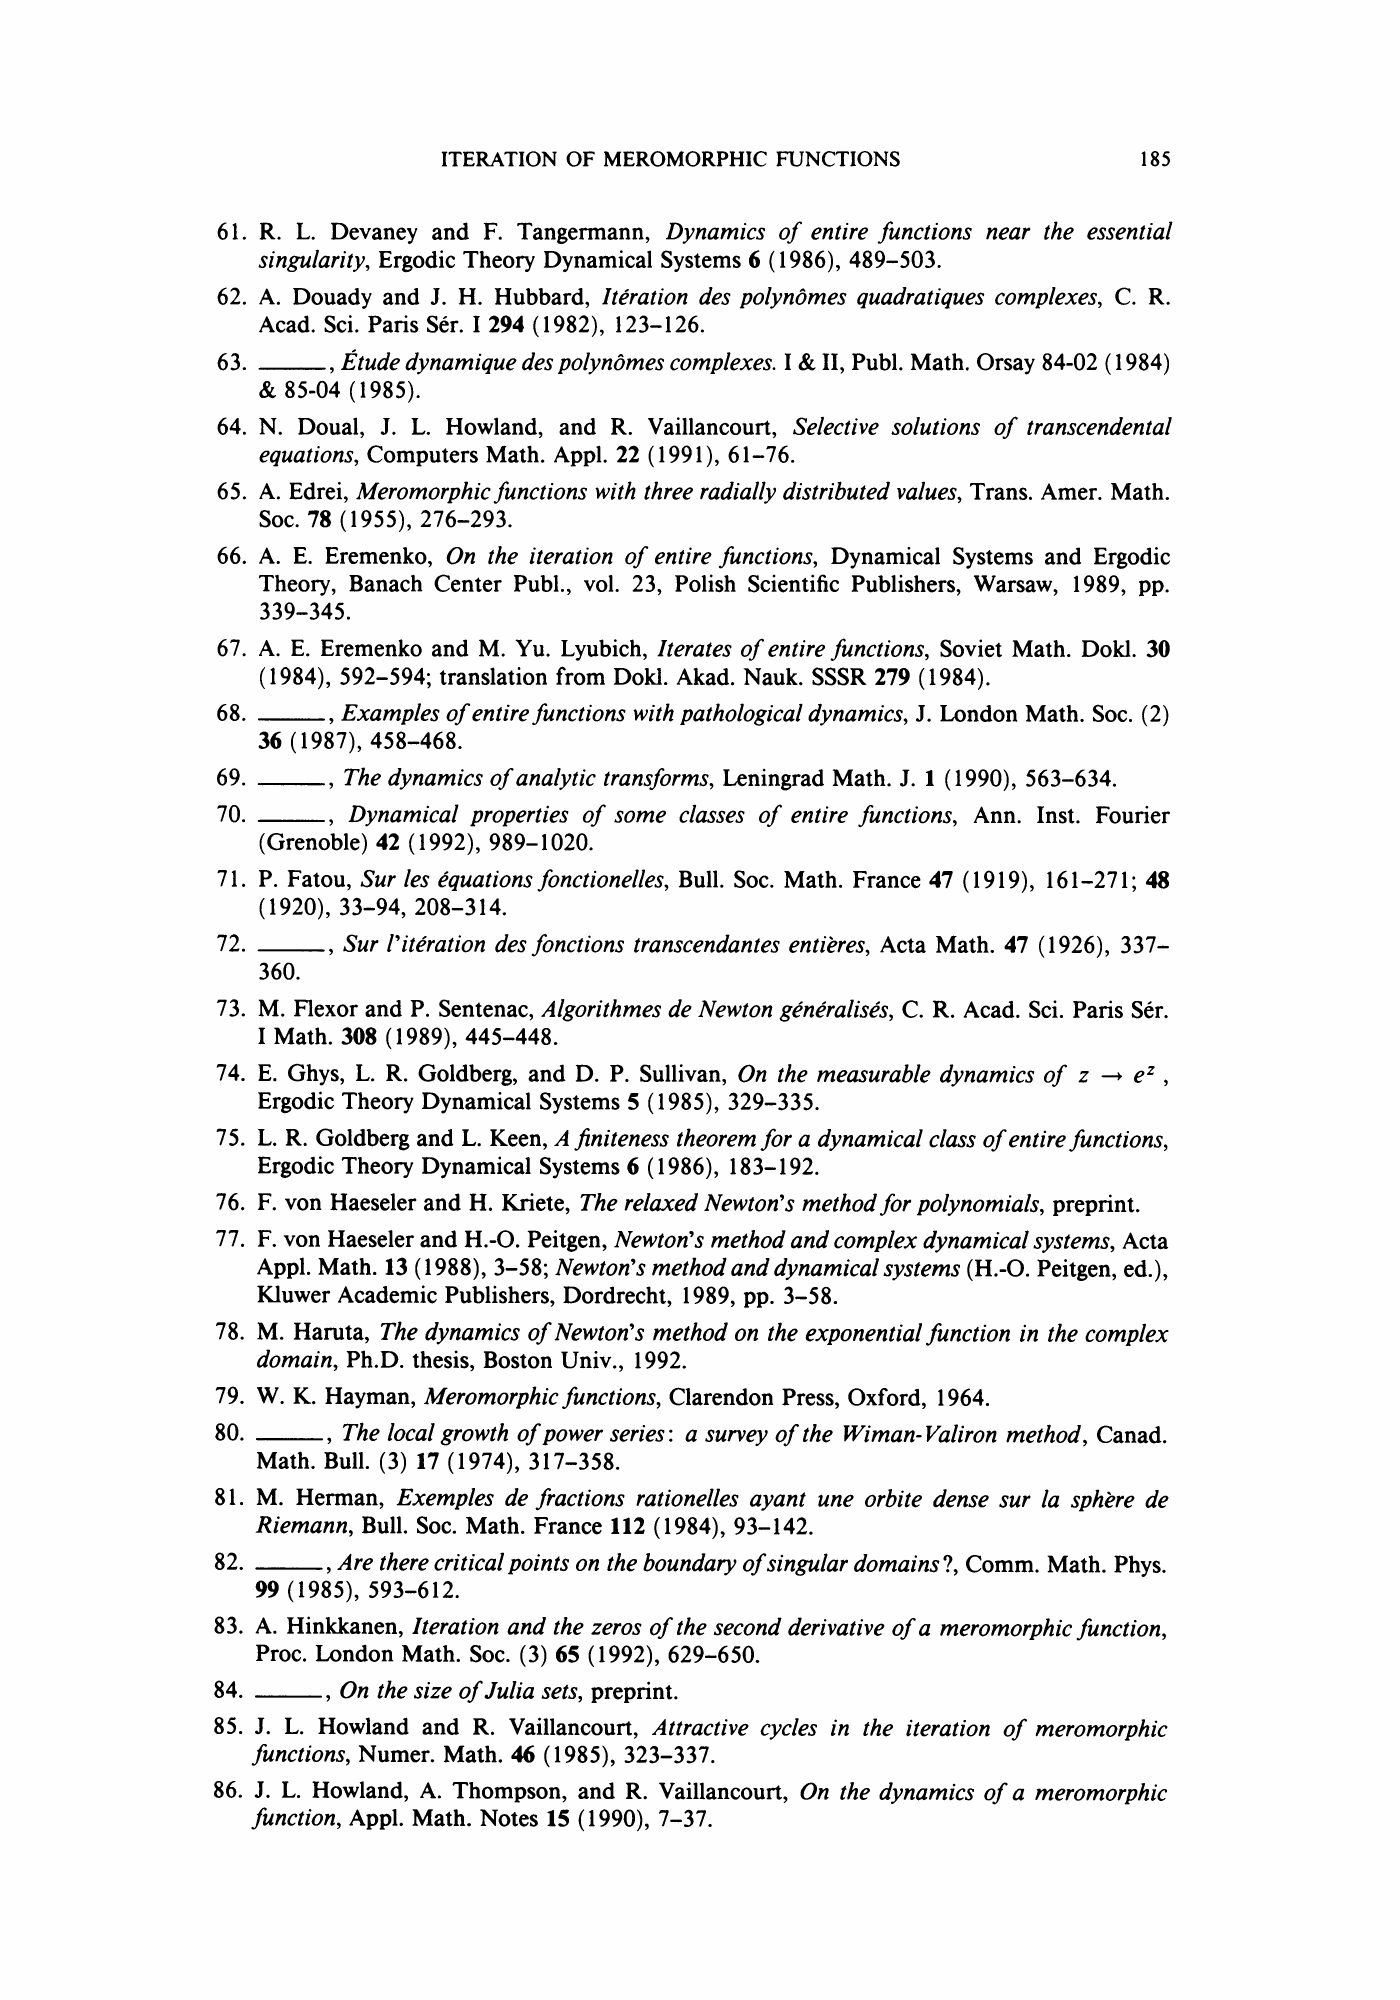 ITERATION OF MEROMORPHIC FUNCTIONS 185
61. R. L. Devaney and F. Tangermann, Dynamics of entire functions near the essential
singularity, Ergodic Theory Dynamical Systems 6 (1986), 489–503.
62. A. Douady and J. H. Hubbard, Itération des polynômes quadratiques complexes, C. R.
Acad. Sci. Paris Sér. I 294 (1982), 123–126.
63. _____, Étude dynamique des polynômes complexes. I & II, Publ. Math. Orsay 84-02 (1984)
& 85-04 (1985).
64. N. Doual, J. L. Howland, and R. Vaillancourt, Selective solutions of transcendental
equations, Computers Math. Appl. 22 (1991), 61–76.
65. A. Edrei, Meromorphic functions with three radially distributed values, Trans. Amer. Math.
Soc. 78 (1955), 276–293.
66. A. E. Eremenko, On the iteration of entire functions, Dynamical Systems and Ergodic
Theory, Banach Center Publ., vol. 23, Polish Scientific Publishers, Warsaw, 1989, pp.
339–345.
67. A. E. Eremenko and M. Yu. Lyubich, Iterates of entire functions, Soviet Math. Dokl. 30
(1984), 592–594; translation from Dokl. Akad. Nauk. SSSR 279 (1984).
68. _____, Examples of entire functions with pathological dynamics, J. London Math. Soc. (2)
36 (1987), 458–468.
69. _____, The dynamics of analytic transforms, Leningrad Math. J. 1 (1990), 563–634.
70. _____, Dynamical properties of some classes of entire functions, Ann. Inst. Fourier
(Grenoble) 42 (1992), 989–1020.
71. P. Fatou, Sur les équations fonctionelles, Bull. Soc. Math. France 47 (1919), 161–271; 48
(1920), 33–94, 208–314.
72. _____, Sur l'itération des fonctions transcendantes entières, Acta Math. 47 (1926), 337–
360.
73. M. Flexor and P. Sentenac, Algorithmes de Newton généralisés, C. R. Acad. Sci. Paris Sér.
I Math. 308 (1989), 445–448.
74. E. Ghys, L. R. Goldberg, and D. P. Sullivan, On the measurable dynamics of z → e^z ,
Ergodic Theory Dynamical Systems 5 (1985), 329–335.
75. L. R. Goldberg and L. Keen, A finiteness theorem for a dynamical class of entire functions,
Ergodic Theory Dynamical Systems 6 (1986), 183–192.
76. F. von Haeseler and H. Kriete, The relaxed Newton's method for polynomials, preprint.
77. F. von Haeseler and H.-O. Peitgen, Newton's method and complex dynamical systems, Acta
Appl. Math. 13 (1988), 3–58; Newton's method and dynamical systems (H.-O. Peitgen, ed.),
Kluwer Academic Publishers, Dordrecht, 1989, pp. 3–58.
78. M. Haruta, The dynamics of Newton's method on the exponential function in the complex
domain, Ph.D. thesis, Boston Univ., 1992.
79. W. K. Hayman, Meromorphic functions, Clarendon Press, Oxford, 1964.
80. _____, The local growth of power series: a survey of the Wiman-Valiron method, Canad.
Math. Bull. (3) 17 (1974), 317–358.
81. M. Herman, Exemples de fractions rationelles ayant une orbite dense sur la sphère de
Riemann, Bull. Soc. Math. France 112 (1984), 93–142.
82. _____, Are there critical points on the boundary of singular domains?, Comm. Math. Phys.
99 (1985), 593–612.
83. A. Hinkkanen, Iteration and the zeros of the second derivative of a meromorphic function,
Proc. London Math. Soc. (3) 65 (1992), 629–650.
84. _____, On the size of Julia sets, preprint.
85. J. L. Howland and R. Vaillancourt, Attractive cycles in the iteration of meromorphic
functions, Numer. Math. 46 (1985), 323–337.
86. J. L. Howland, A. Thompson, and R. Vaillancourt, On the dynamics of a meromorphic
function, Appl. Math. Notes 15 (1990), 7–37.